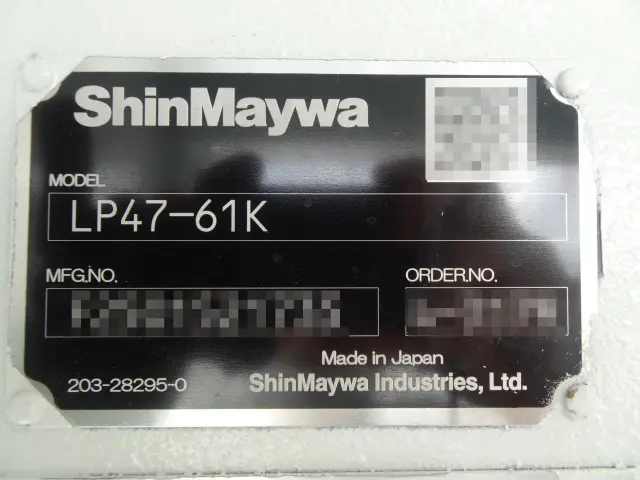 ShinMaywa
MODEL
LP47-61K
MFG.NO.
ORDER.NO.
Made in Japan
203-28295-0
ShinMaywa Industries, Ltd.